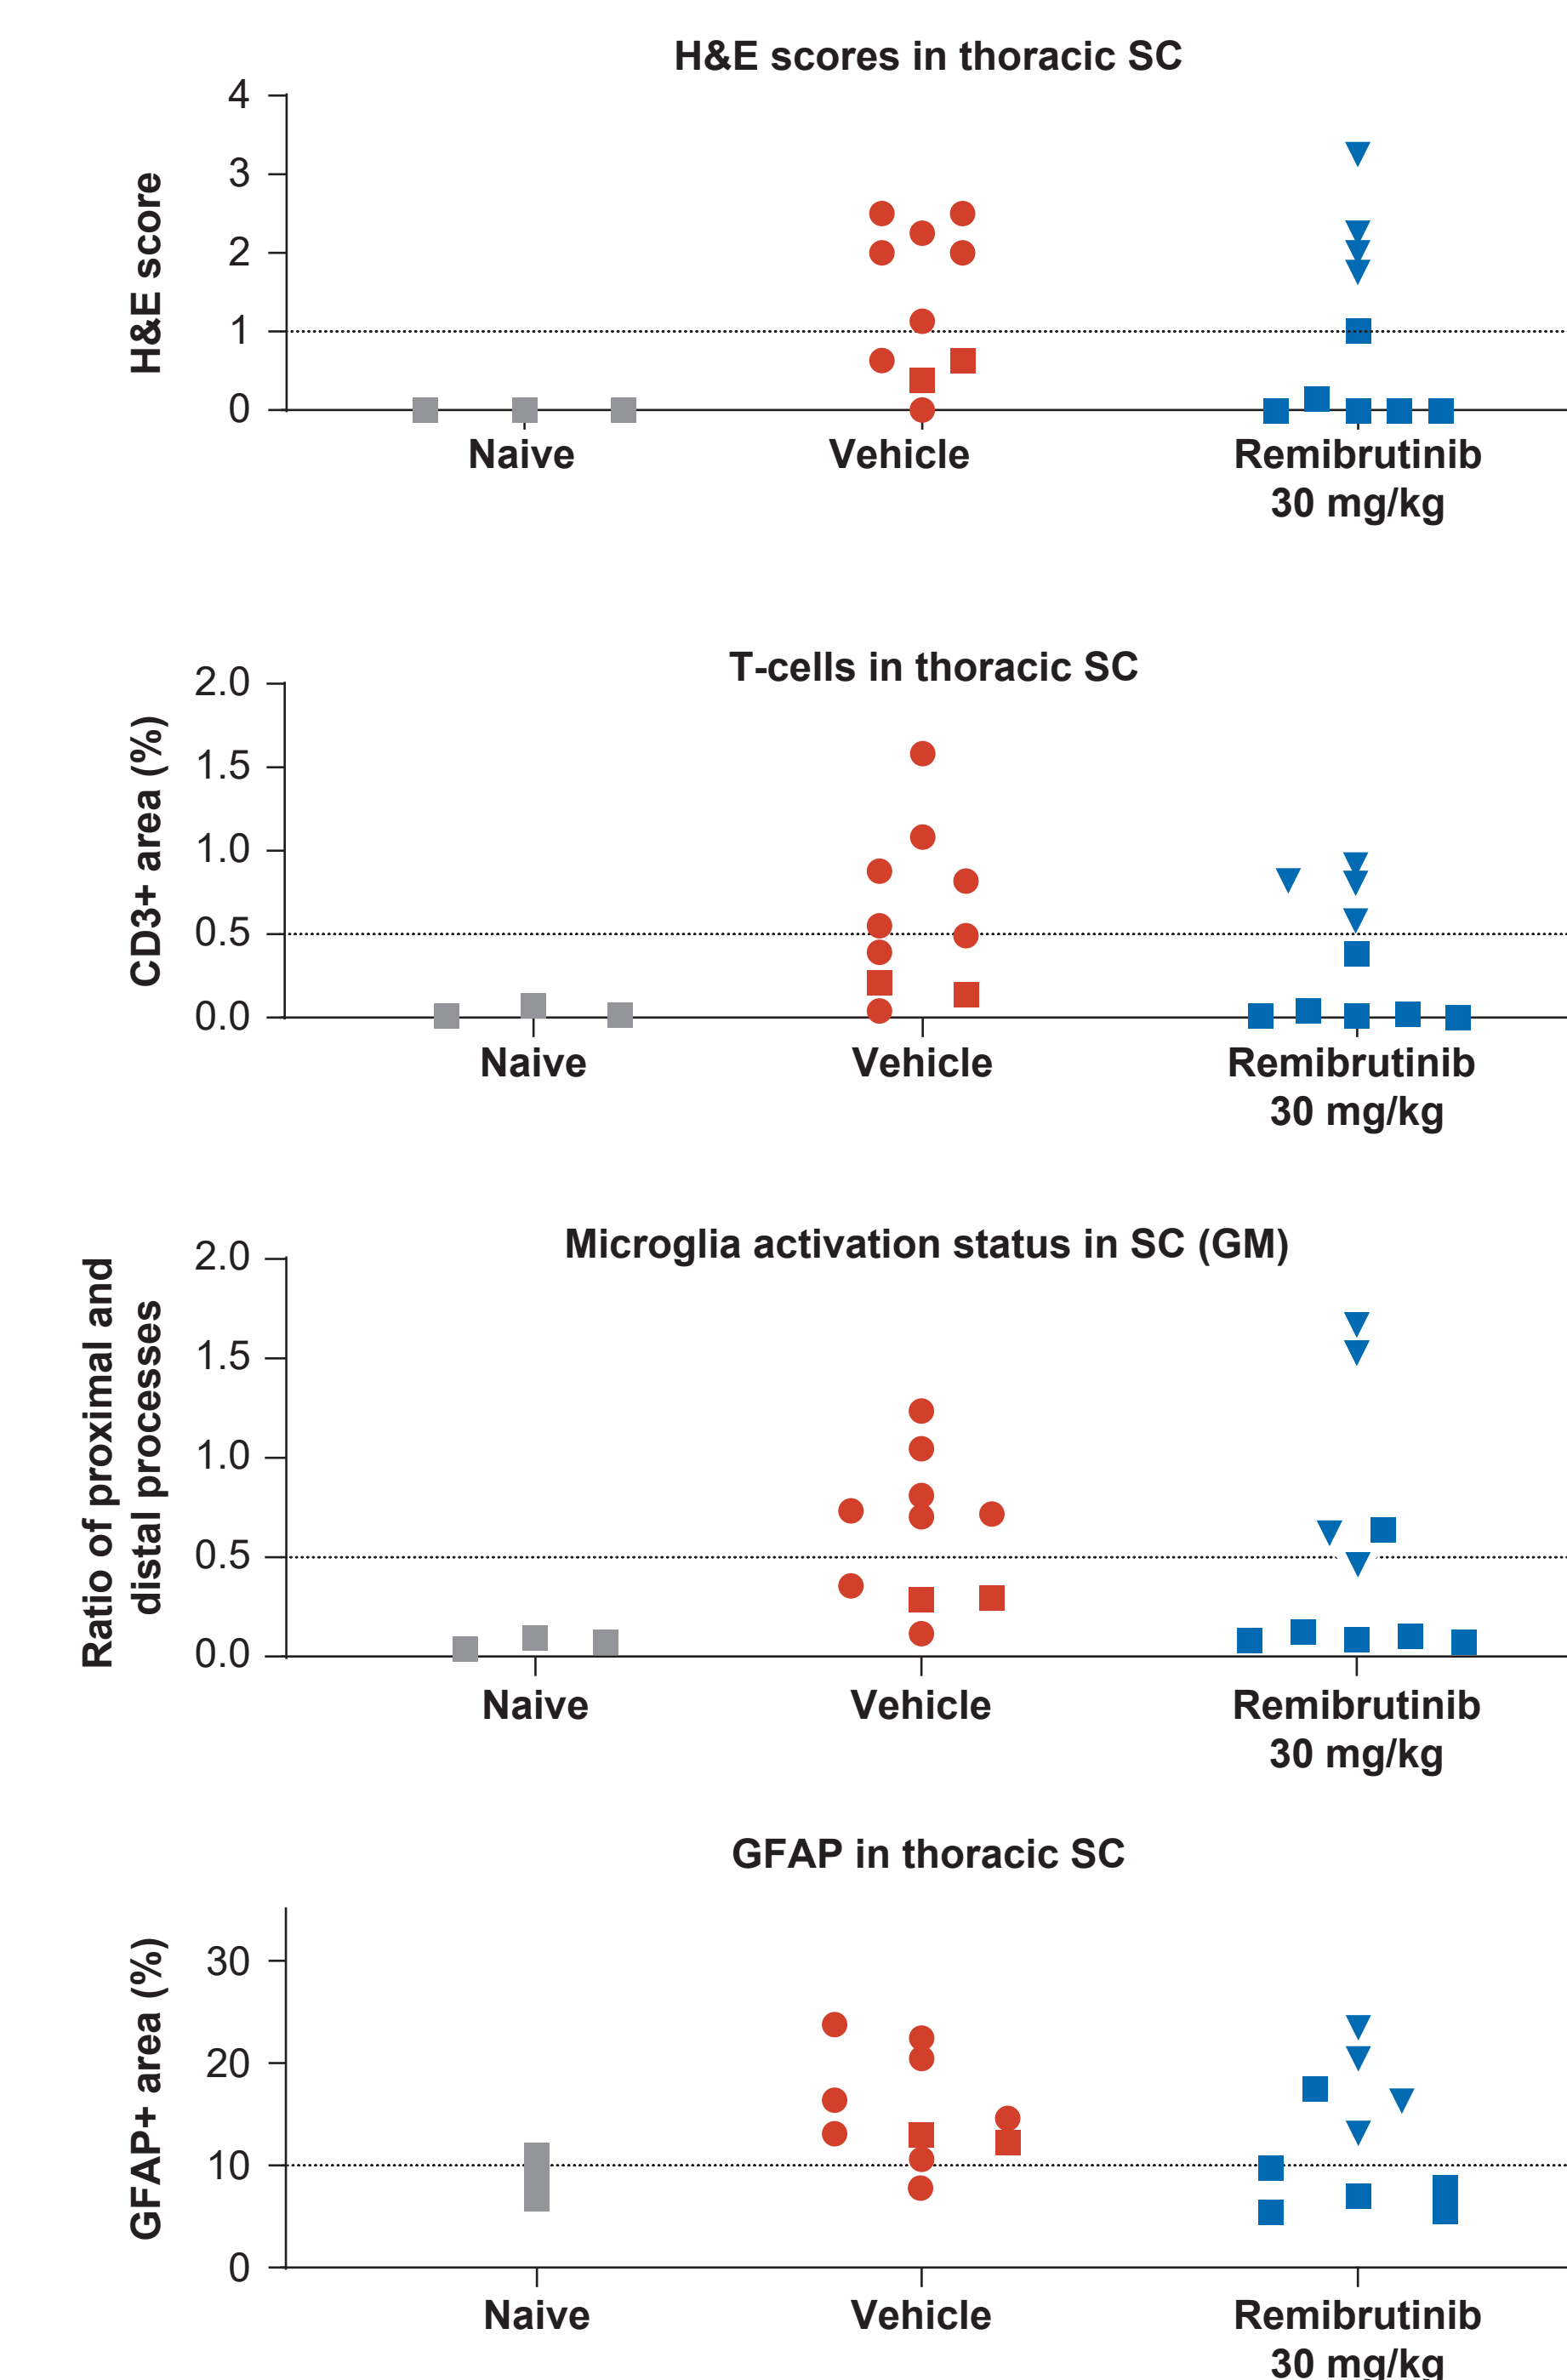 H&E scores in thoracic SC
H&E score
4
3
2
1
0
Naive
Vehicle
Remibrutinib
30 mg/kg
T-cells in thoracic SC
CD3+ area (%)
2.0
1.5
1.0
0.5
0.0
Naive
Vehicle
Remibrutinib
30 mg/kg
Microglia activation status in SC (GM)
Ratio of proximal and
distal processes
2.0
1.5
1.0
0.5
0.0
Naive
Vehicle
Remibrutinib
30 mg/kg
GFAP in thoracic SC
GFAP+ area (%)
30
20
10
0
Naive
Vehicle
Remibrutinib
30 mg/kg